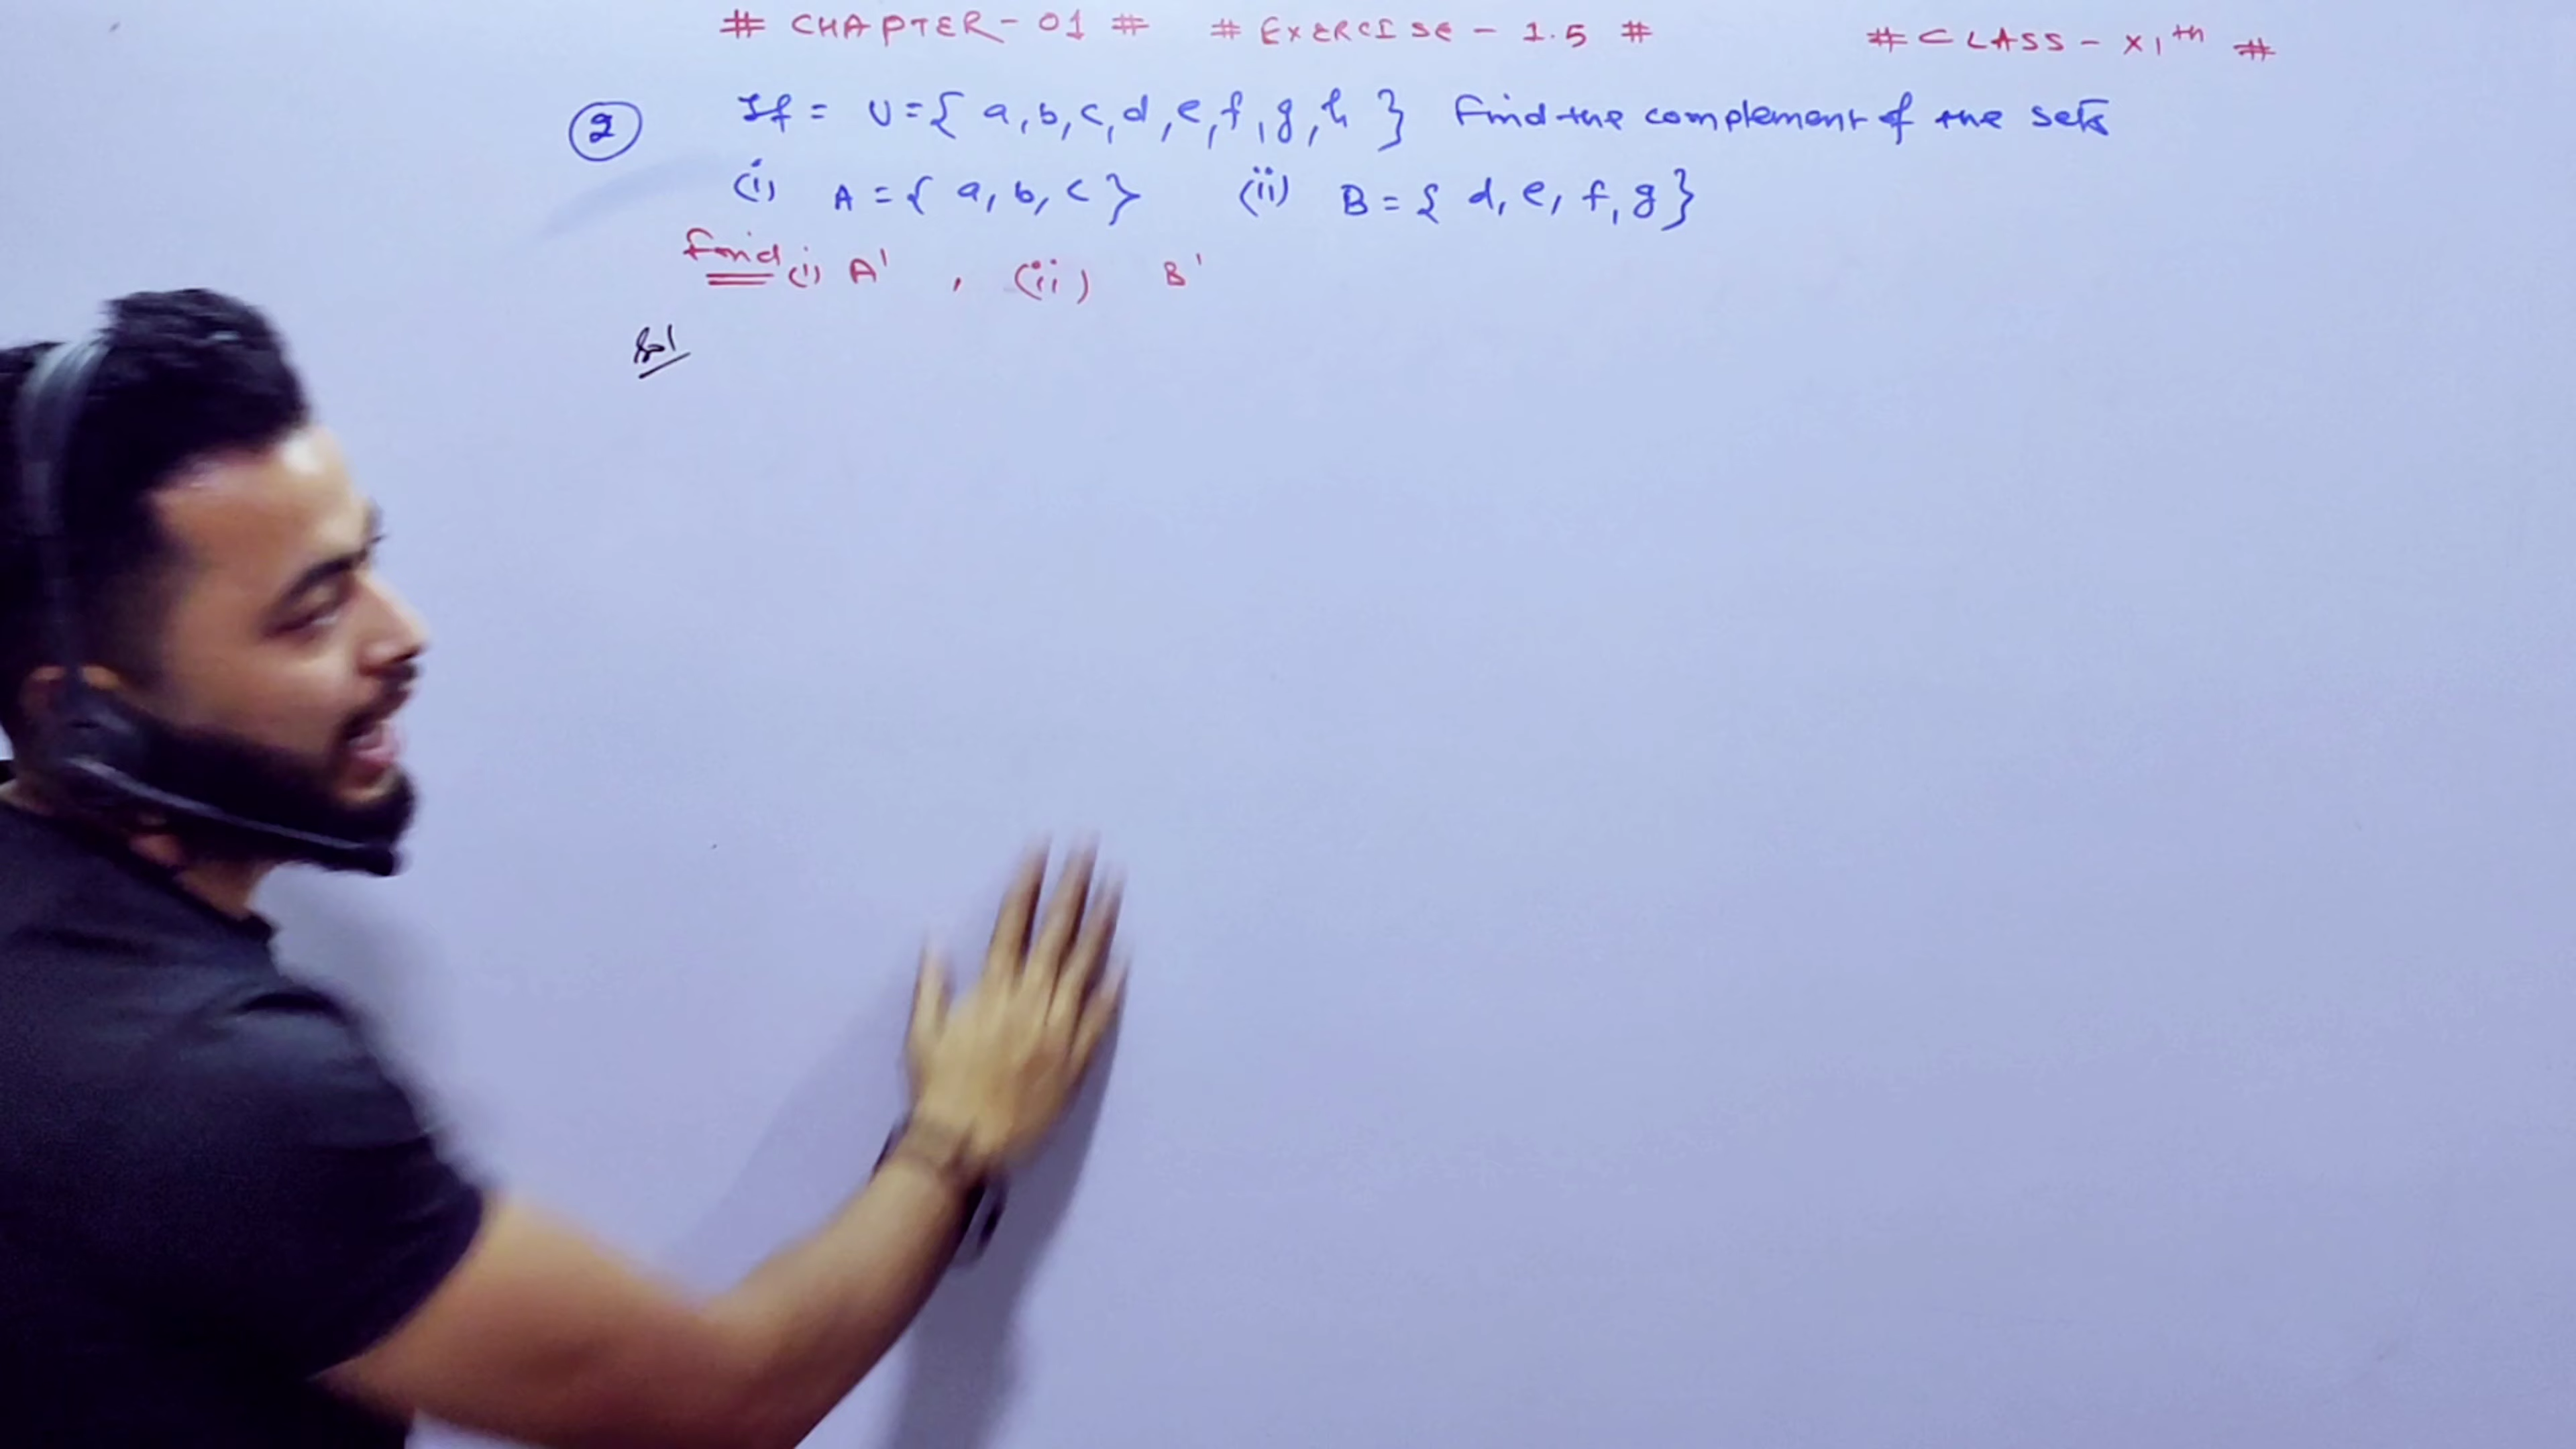 # CHAPTER - 01 # # EXERCISE - 1.5 # # CLASS - XIth #
2 If = U = { a, b, c, d, e, f, g, h } Find the complement of the sets
(i) A = { a, b, c } (ii) B = { d, e, f, g }
find (i) A' , (ii) B'
Sol